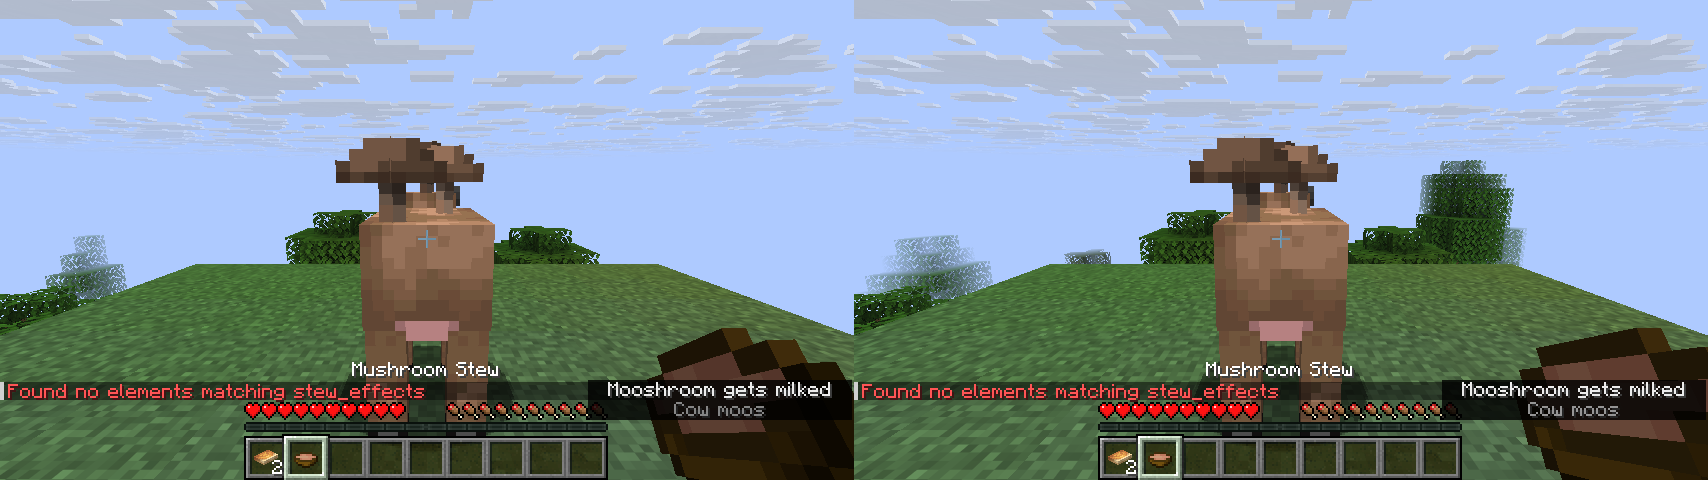 Mushroom Stew
Found no elements matching stew_effects
Mooshroom gets milked
Cow moos
2
Mushroom Stew
Found no elements matching stew_effects
Mooshroom gets milked
Cow moos
2